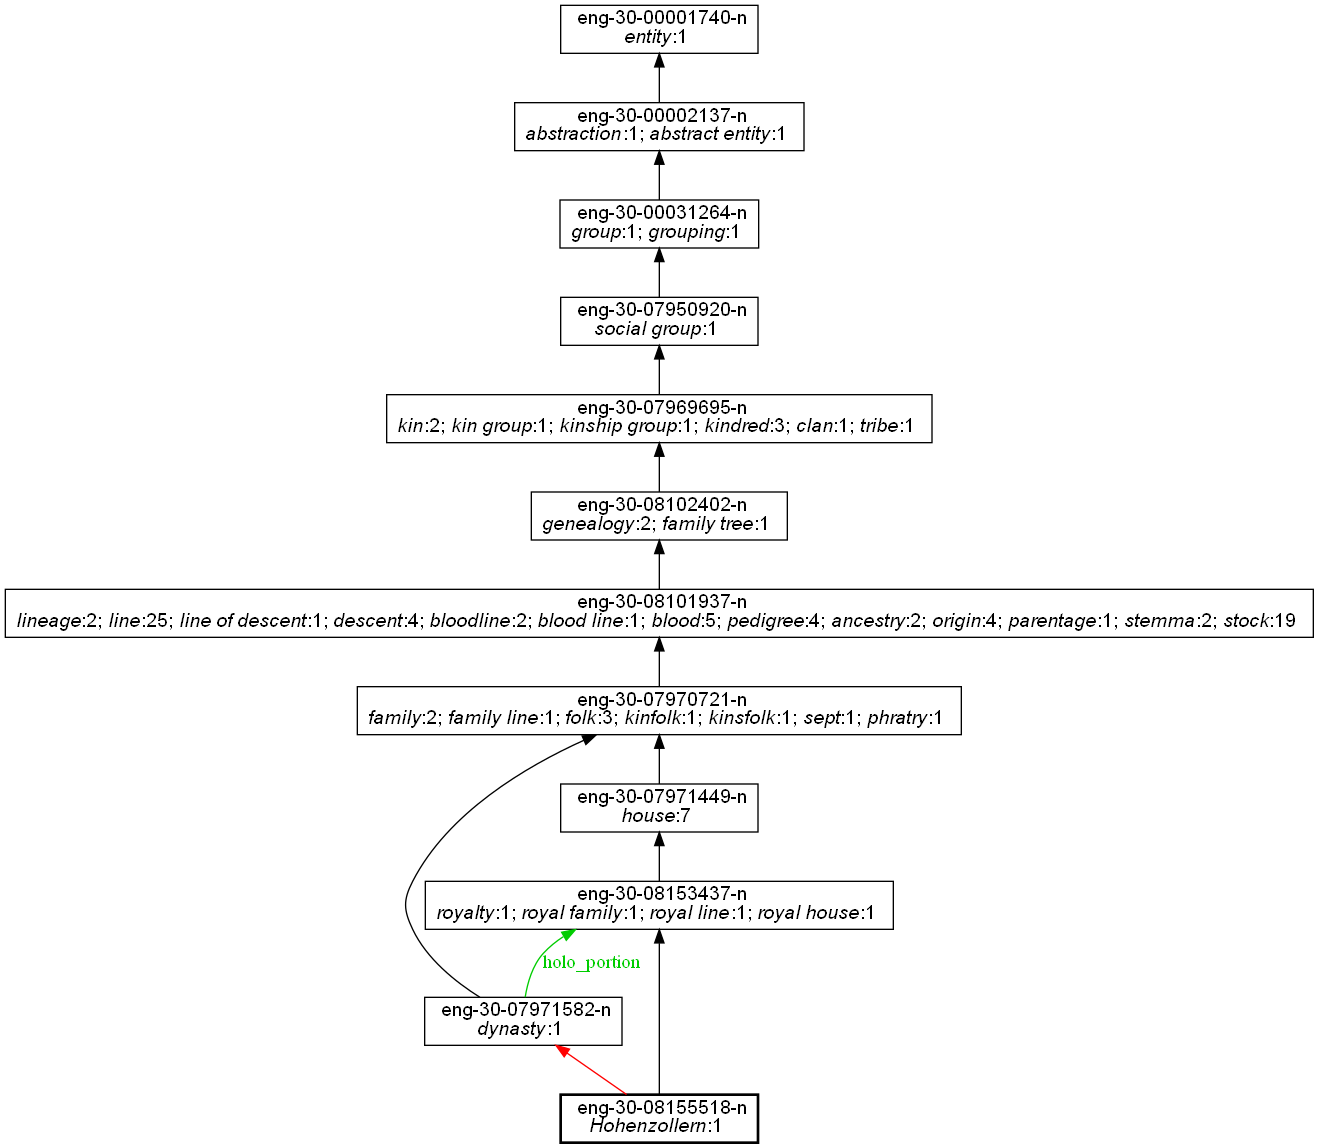 eng-30-00001740-n
entity:1
eng-30-00002137-n
abstraction:1; abstract entity:1
eng-30-00031264-n
group:1; grouping:1
eng-30-07950920-n
social group:1
eng-30-07969695-n
kin:2; kin group:1; kinship group:1; kindred:3; clan:1; tribe:1
eng-30-08102402-n
genealogy:2; family tree:1
eng-30-08101937-n
lineage:2; line:25; line of descent:1; descent:4; bloodline:2; blood line:1; blood:5; pedigree:4; ancestry:2; origin:4; parentage:1; stemma:2; stock:19
eng-30-07970721-n
family:2; family line:1; folk:3; kinfolk:1; kinsfolk:1; sept:1; phratry:1
eng-30-07971449-n
house:7
eng-30-08153437-n
royalty:1; royal family:1; royal line:1; royal house:1
holo_portion
eng-30-07971582-n
dynasty:1
eng-30-08155518-n
Hohenzollern:1